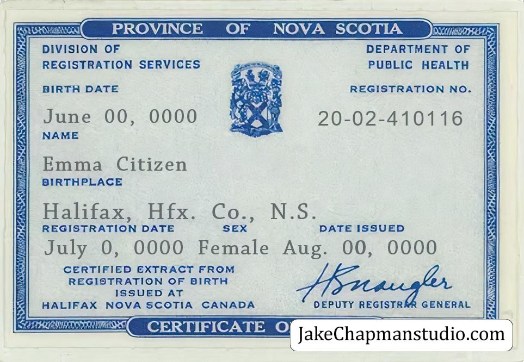 PROVINCE OF NOVA SCOTIA
DIVISION OF
REGISTRATION SERVICES
DEPARTMENT OF
PUBLIC HEALTH
BIRTH DATE
REGISTRATION NO.
June 00, 0000
20-02-410116
NAME
Emma Citizen
BIRTHPLACE
Halifax, Hfx. Co., N.S.
REGISTRATION DATE SEX DATE ISSUED
July 0, 0000 Female Aug. 00, 0000
CERTIFIED EXTRACT FROM
REGISTRATION OF BIRTH
ISSUED AT
HALIFAX NOVA SCOTIA CANADA
DEPUTY REGISTRAR GENERAL
CERTIFICATE
JakeChapmanstudio.com